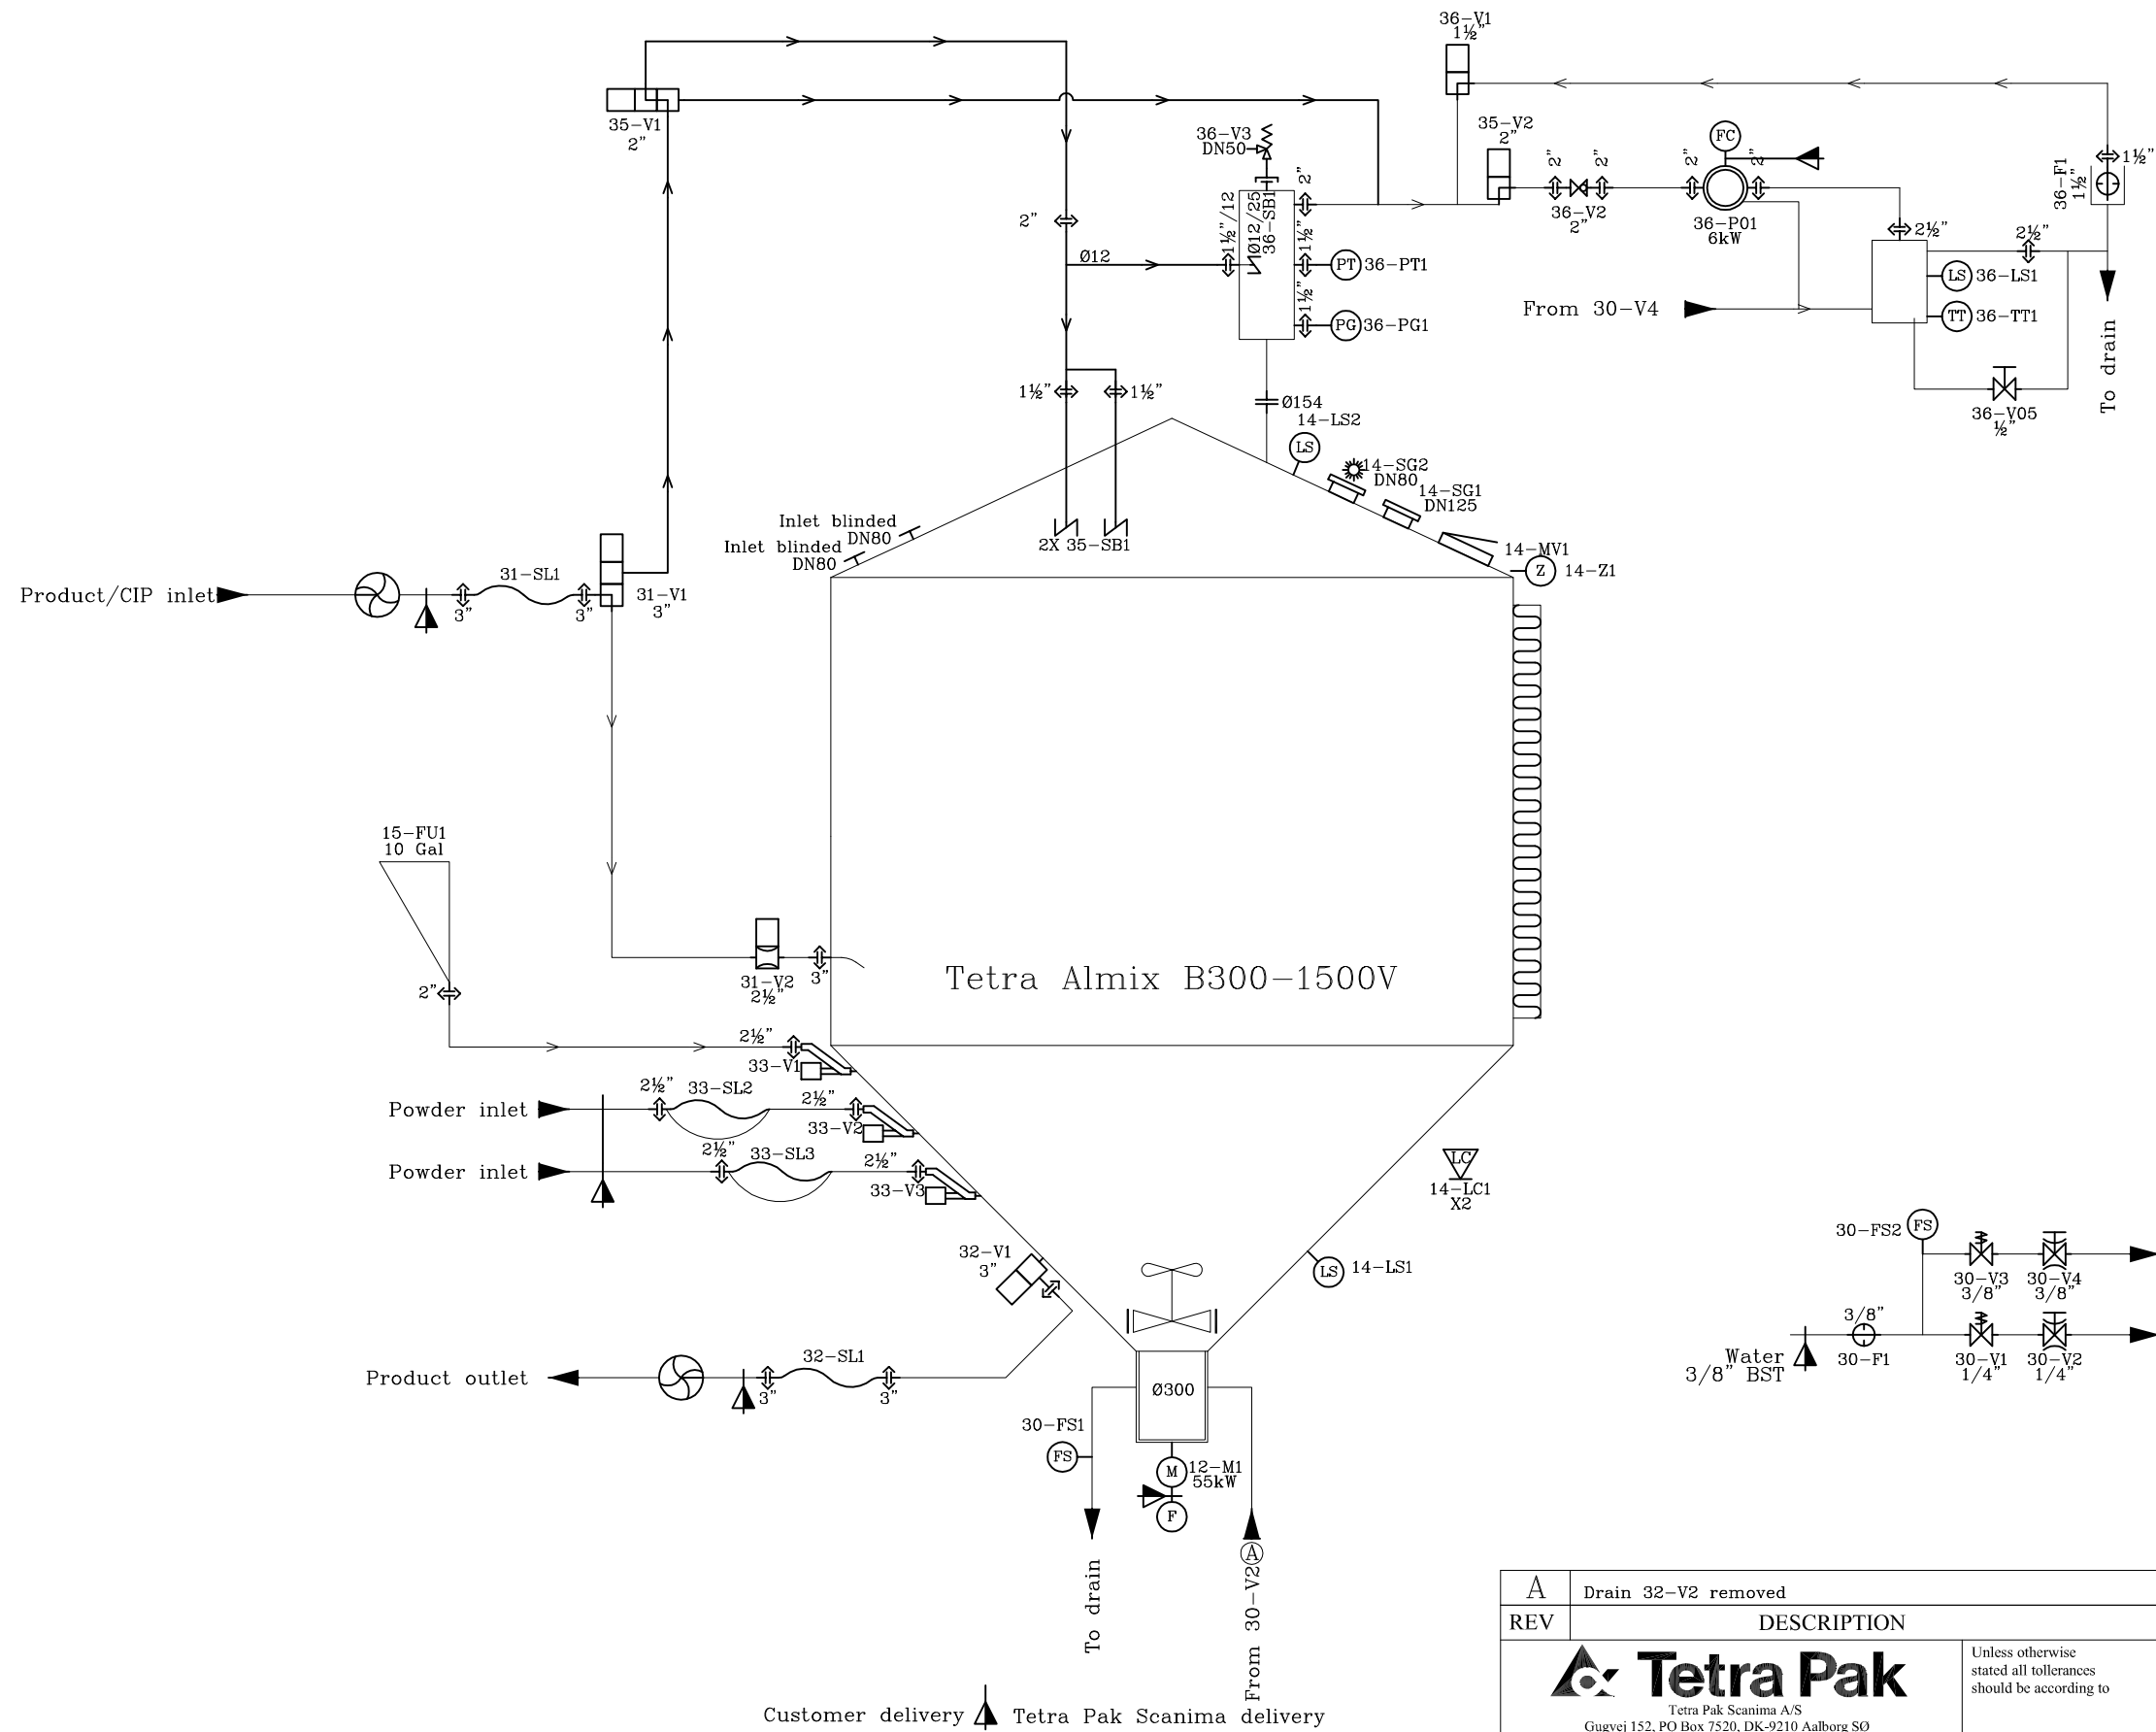 36-V1
1½"
35-V1
2"
36-V3
DN50
35-V2
2"
2"
2"
36-V2
2"
FC
2"
2"
36-P01
6kW
36-F1
1½"
1½"
2"
1½"/12
Ø12/25
36-SB1
2"
1½"
PT 36-PT1
1½"
PG 36-PG1
Ø12
2½"
2½"
LS 36-LS1
TT 36-TT1
From 30-V4
36-V05
½"
To drain
1½"
1½"
Ø154
14-LS2
LS
14-SG2
DN80
14-SG1
DN125
14-MV1
Z 14-Z1
Inlet blinded
DN80
Inlet blinded
DN80
2X 35-SB1
Product/CIP inlet
3"
31-SL1
3"
31-V1
3"
15-FU1
10 Gal
2"
31-V2
2½"
3"
Tetra Almix B300-1500V
2½"
33-V1
Powder inlet
2½"
33-SL2
2½"
33-V2
Powder inlet
2½"
33-SL3
2½"
33-V3
LC
14-LC1
X2
32-V1
3"
LS 14-LS1
30-FS2 FS
30-V3
3/8"
30-V4
3/8"
Water
3/8" BST
3/8"
30-F1
30-V1
1/4"
30-V2
1/4"
Product outlet
3"
32-SL1
3"
Ø300
30-FS1
FS
M 12-M1
55kW
F
To drain
From 30-V2 A
A Drain 32-V2 removed
REV DESCRIPTION
Tetra Pak
Tetra Pak Scanima A/S
Gugvej 152, PO Box 7520, DK-9210 Aalborg SØ
Unless otherwise
stated all tollerances
should be according to
Customer delivery Tetra Pak Scanima delivery